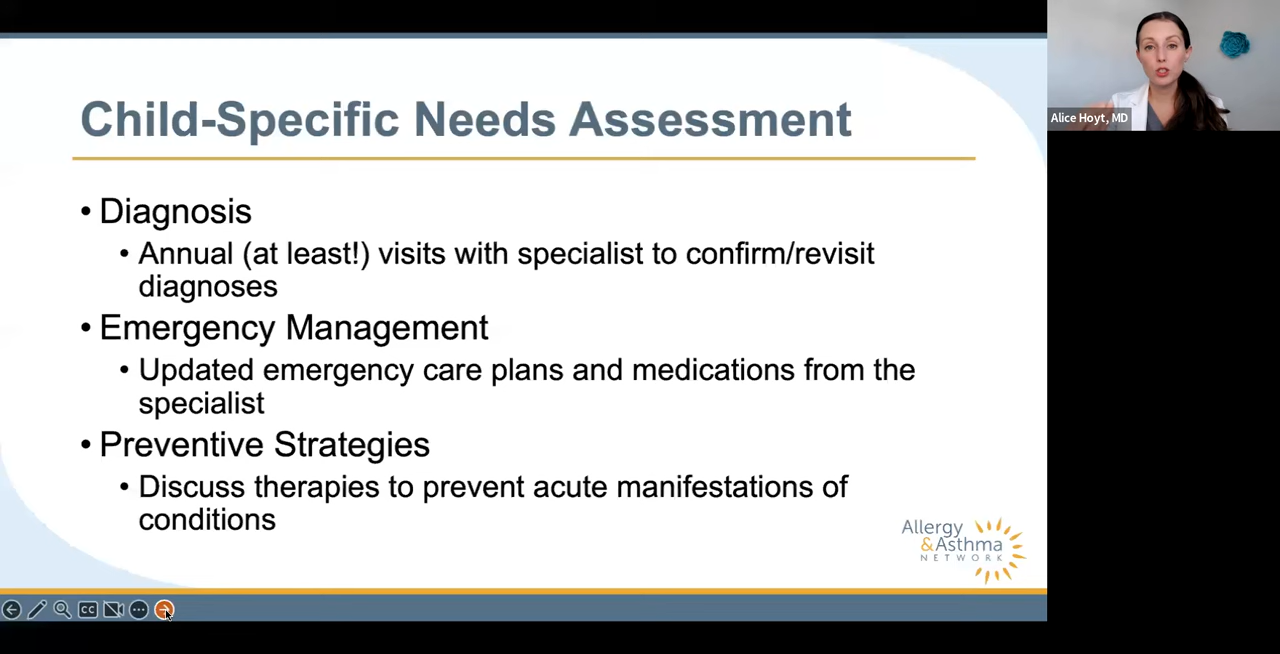 Child-Specific Needs Assessment
• Diagnosis
• Annual (at least!) visits with specialist to confirm/revisit
diagnoses
• Emergency Management
• Updated emergency care plans and medications from the
specialist
• Preventive Strategies
• Discuss therapies to prevent acute manifestations of
conditions
Allergy
&Asthma
NETWORK
CC
Alice Hoyt, MD